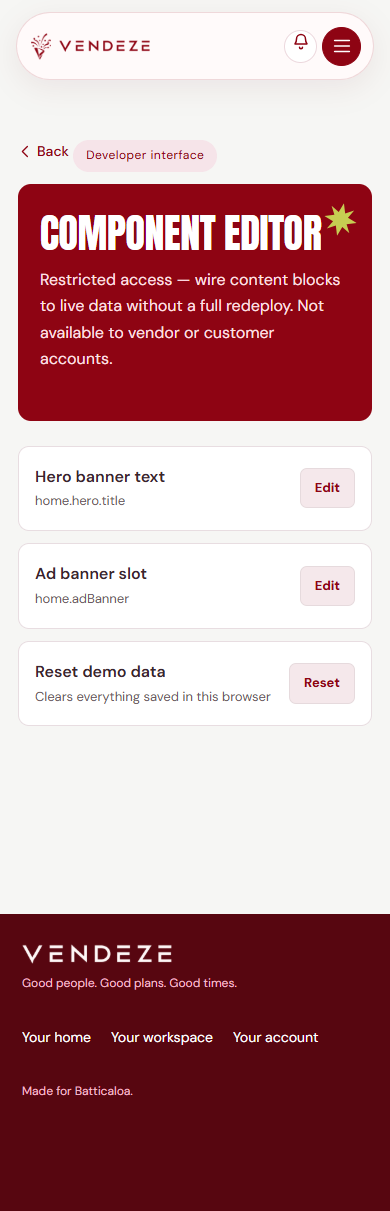 VENDEZE
Back
Developer interface
COMPONENT EDITOR
Restricted access — wire content blocks
to live data without a full redeploy. Not
available to vendor or customer
accounts.
Hero banner text
home.hero.title
Edit
Ad banner slot
home.adBanner
Edit
Reset demo data
Clears everything saved in this browser
Reset
VENDEZE
Good people. Good plans. Good times.
Your home Your workspace Your account
Made for Batticaloa.